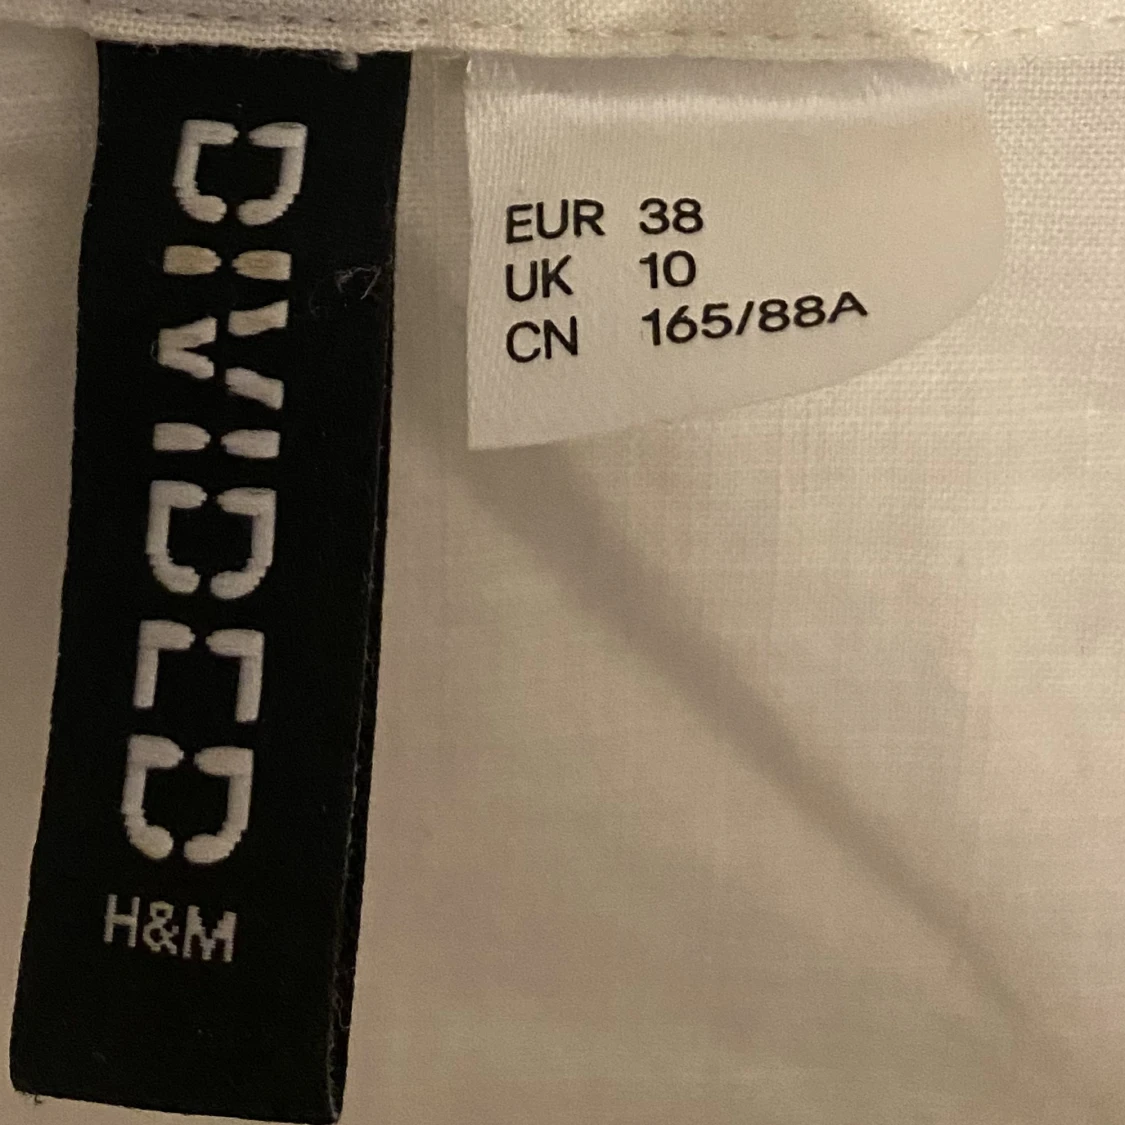 DIVIDED
H&M
EUR 38
UK 10
CN 165/88A